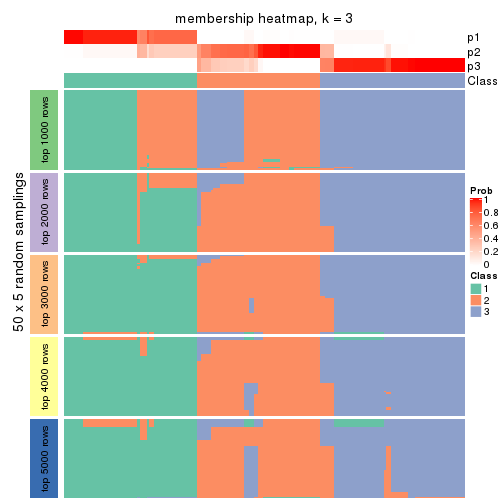 membership heatmap, k = 3
p1
p2
p3
Class
50 x 5 random samplings
top 1000 rows
top 2000 rows
top 3000 rows
top 4000 rows
top 5000 rows
Prob
1
0.8
0.6
0.4
0.2
0
Class
1
2
3